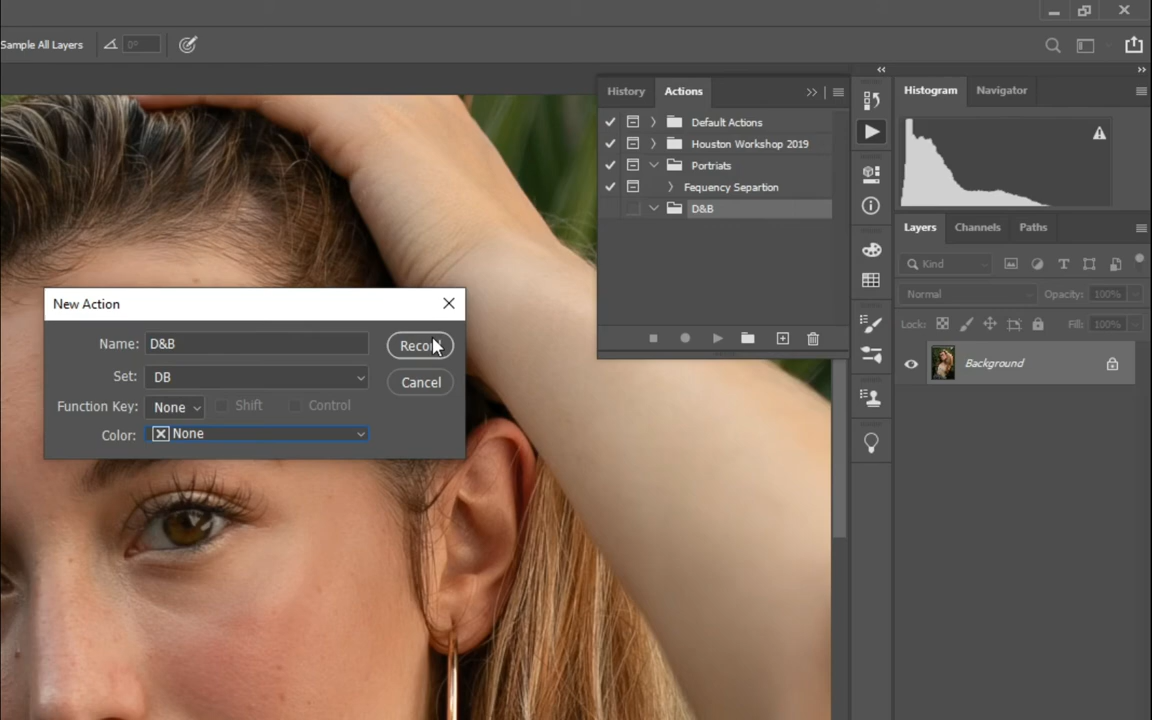 Sample All Layers
0°
History
Actions
Default Actions
Houston Workshop 2019
Portriats
Fequency Separtion
D&B
Histogram
Navigator
Layers
Channels
Paths
Kind
Normal
Opacity: 100%
Lock:
Fill: 100%
Background
New Action
Name: D&B
Record
Set: DB
Cancel
Function Key: None
Shift
Control
Color: None